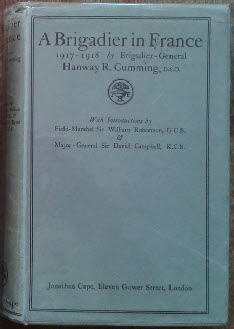 A Brigadier in France
1917-1918 by Brigadier-General
Hanway R. Cumming, D.S.O.
With Introductions by
Field-Marshal Sir William Robertson, G.C.B.
&
Major-General Sir David Campbell, K.C.B.
Jonathan Cape, Eleven Gower Street, London